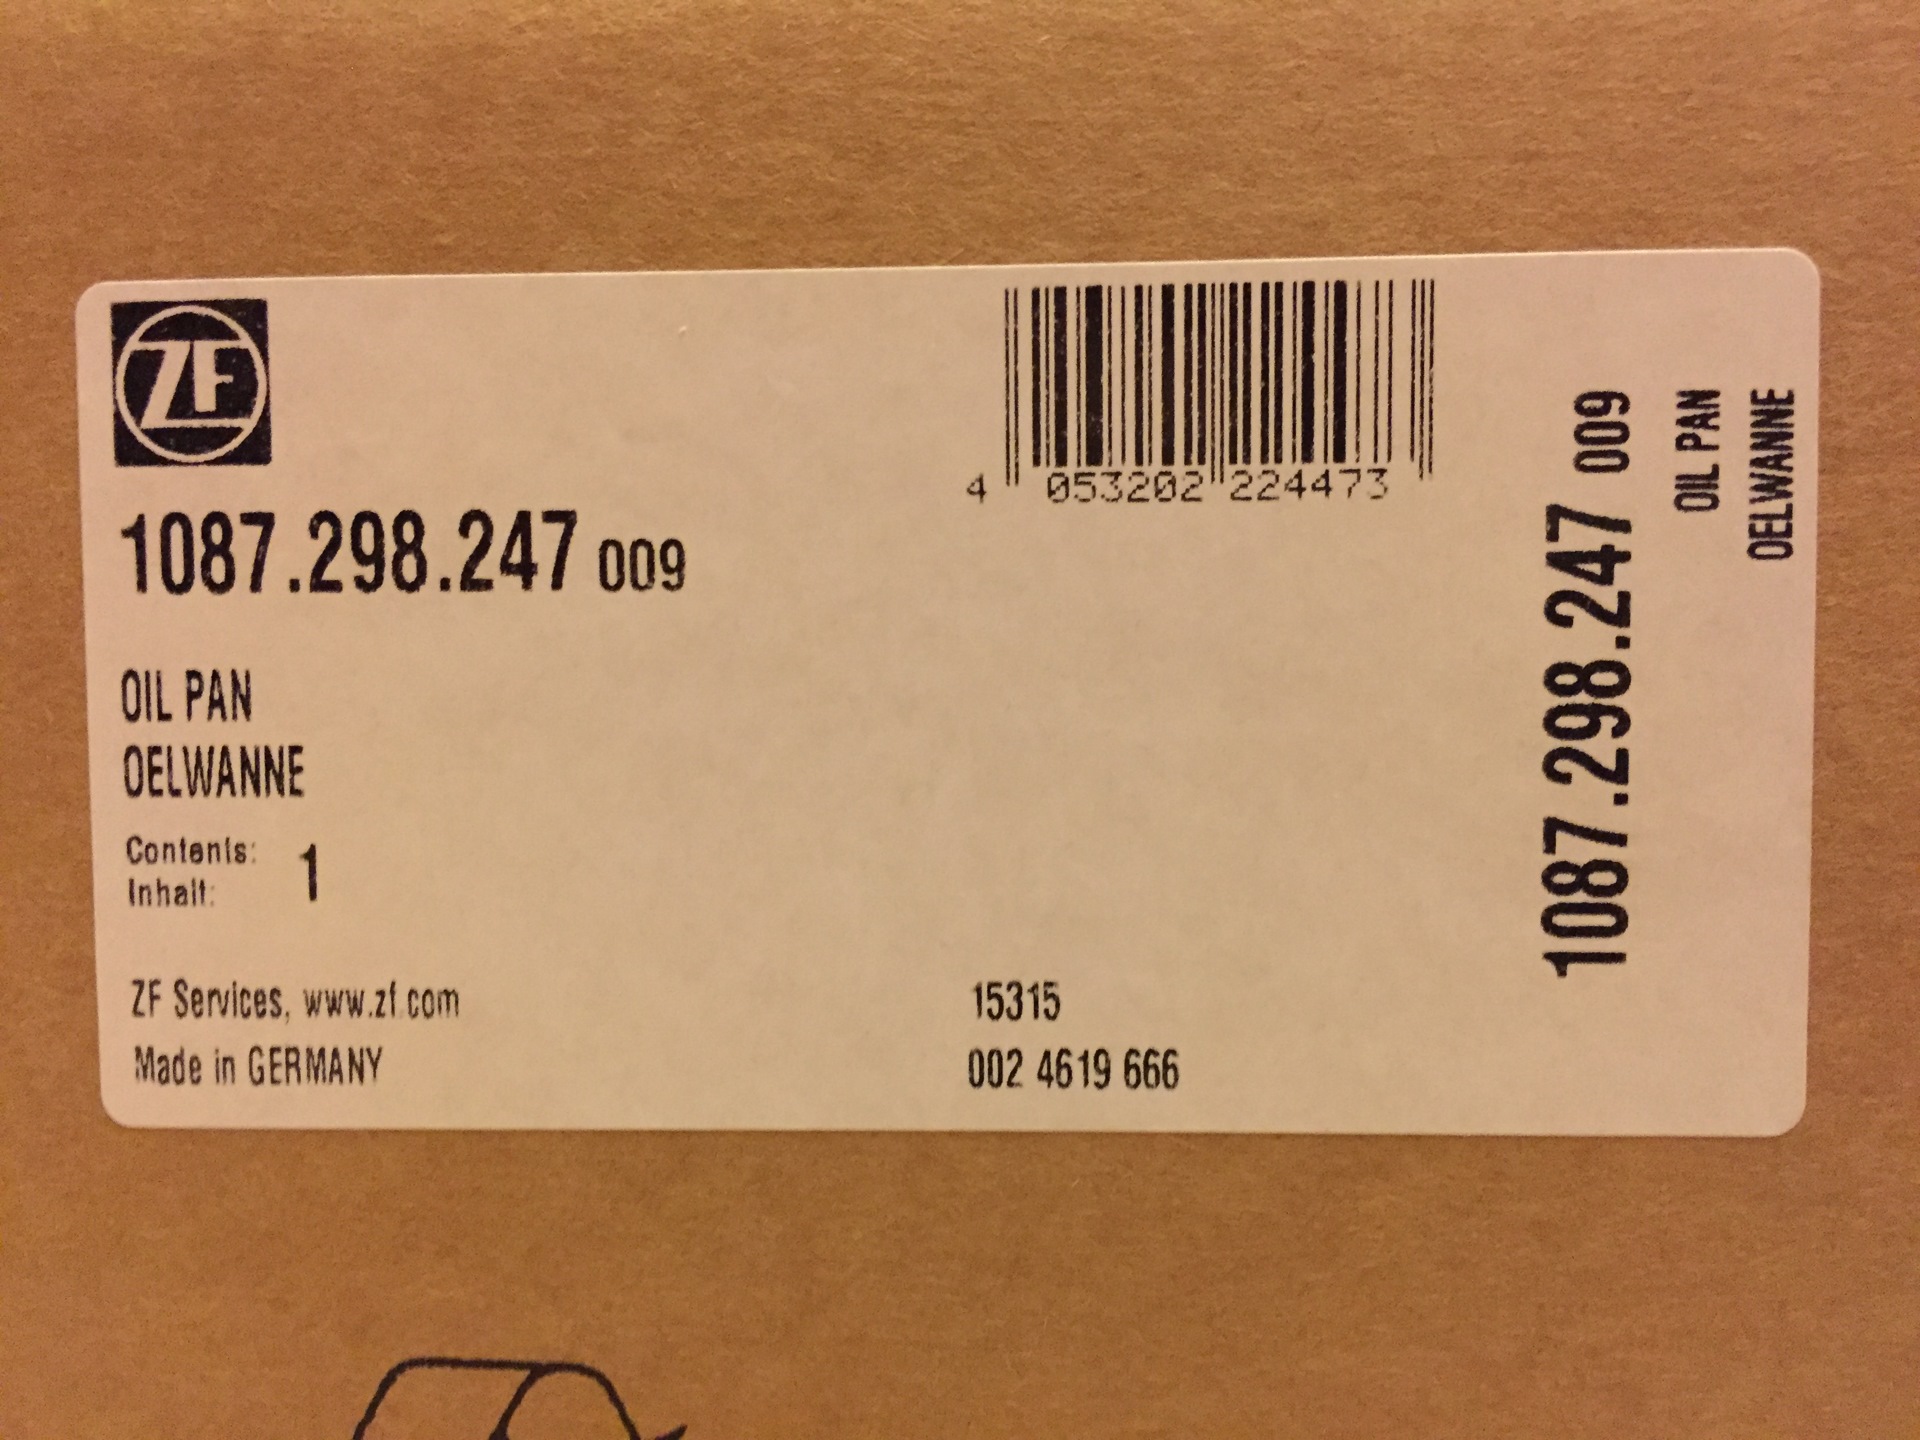 ZF
4 053202 224473
1087.298.247 009
OIL PAN
OELWANNE
Contents:
Inhalt:
1
ZF Services, www.zf.com
15315
Made in GERMANY
002 4619 666
1087.298.247 009
OIL PAN
OELWANNE